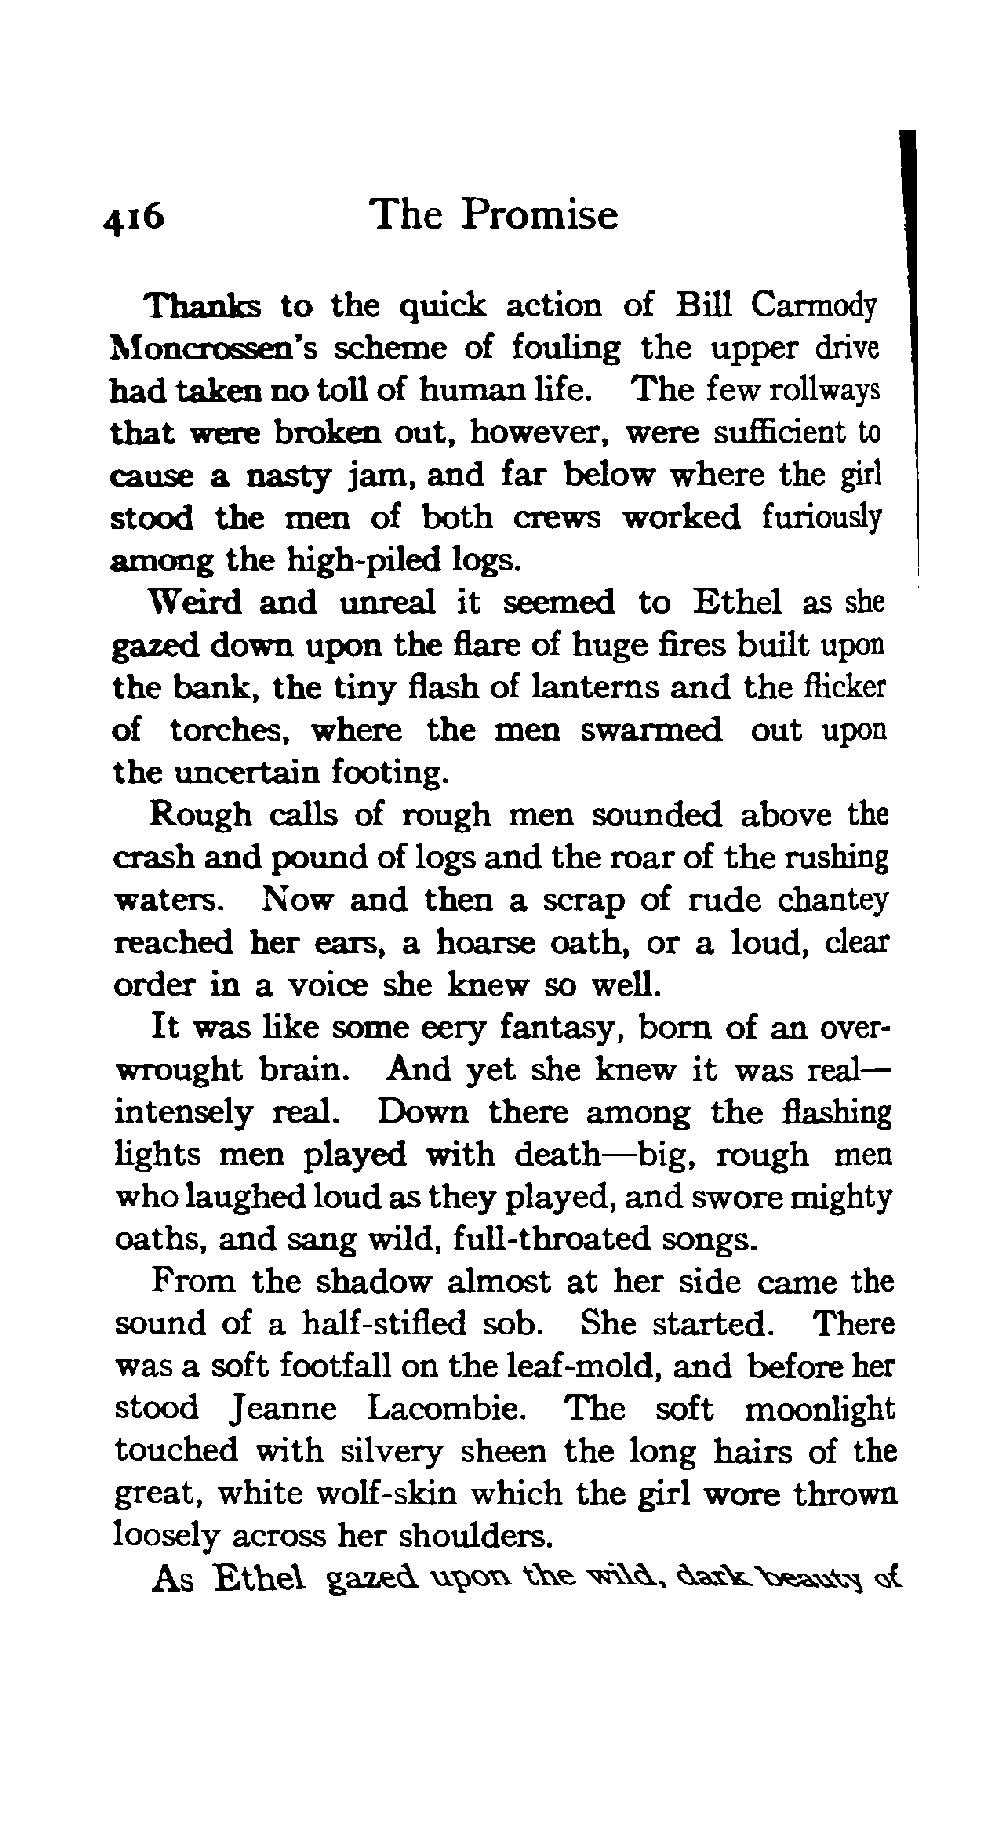 416 The Promise
Thanks to the quick action of Bill Carmody
Moncrossen's scheme of fouling the upper drive
had taken no toll of human life. The few rollways
that were broken out, however, were sufficient to
cause a nasty jam, and far below where the girl
stood the men of both crews worked furiously
among the high-piled logs.
Weird and unreal it seemed to Ethel as she
gazed down upon the flare of huge fires built upon
the bank, the tiny flash of lanterns and the flicker
of torches, where the men swarmed out upon
the uncertain footing.
Rough calls of rough men sounded above the
crash and pound of logs and the roar of the rushing
waters. Now and then a scrap of rude chantey
reached her ears, a hoarse oath, or a loud, clear
order in a voice she knew so well.
It was like some eery fantasy, born of an over-
wrought brain. And yet she knew it was real—
intensely real. Down there among the flashing
lights men played with death—big, rough men
who laughed loud as they played, and swore mighty
oaths, and sang wild, full-throated songs.
From the shadow almost at her side came the
sound of a half-stifled sob. She started. There
was a soft footfall on the leaf-mold, and before her
stood Jeanne Lacombie. The soft moonlight
touched with silvery sheen the long hairs of the
great, white wolf-skin which the girl wore thrown
loosely across her shoulders.
As Ethel gazed upon the wild, dark beauty of